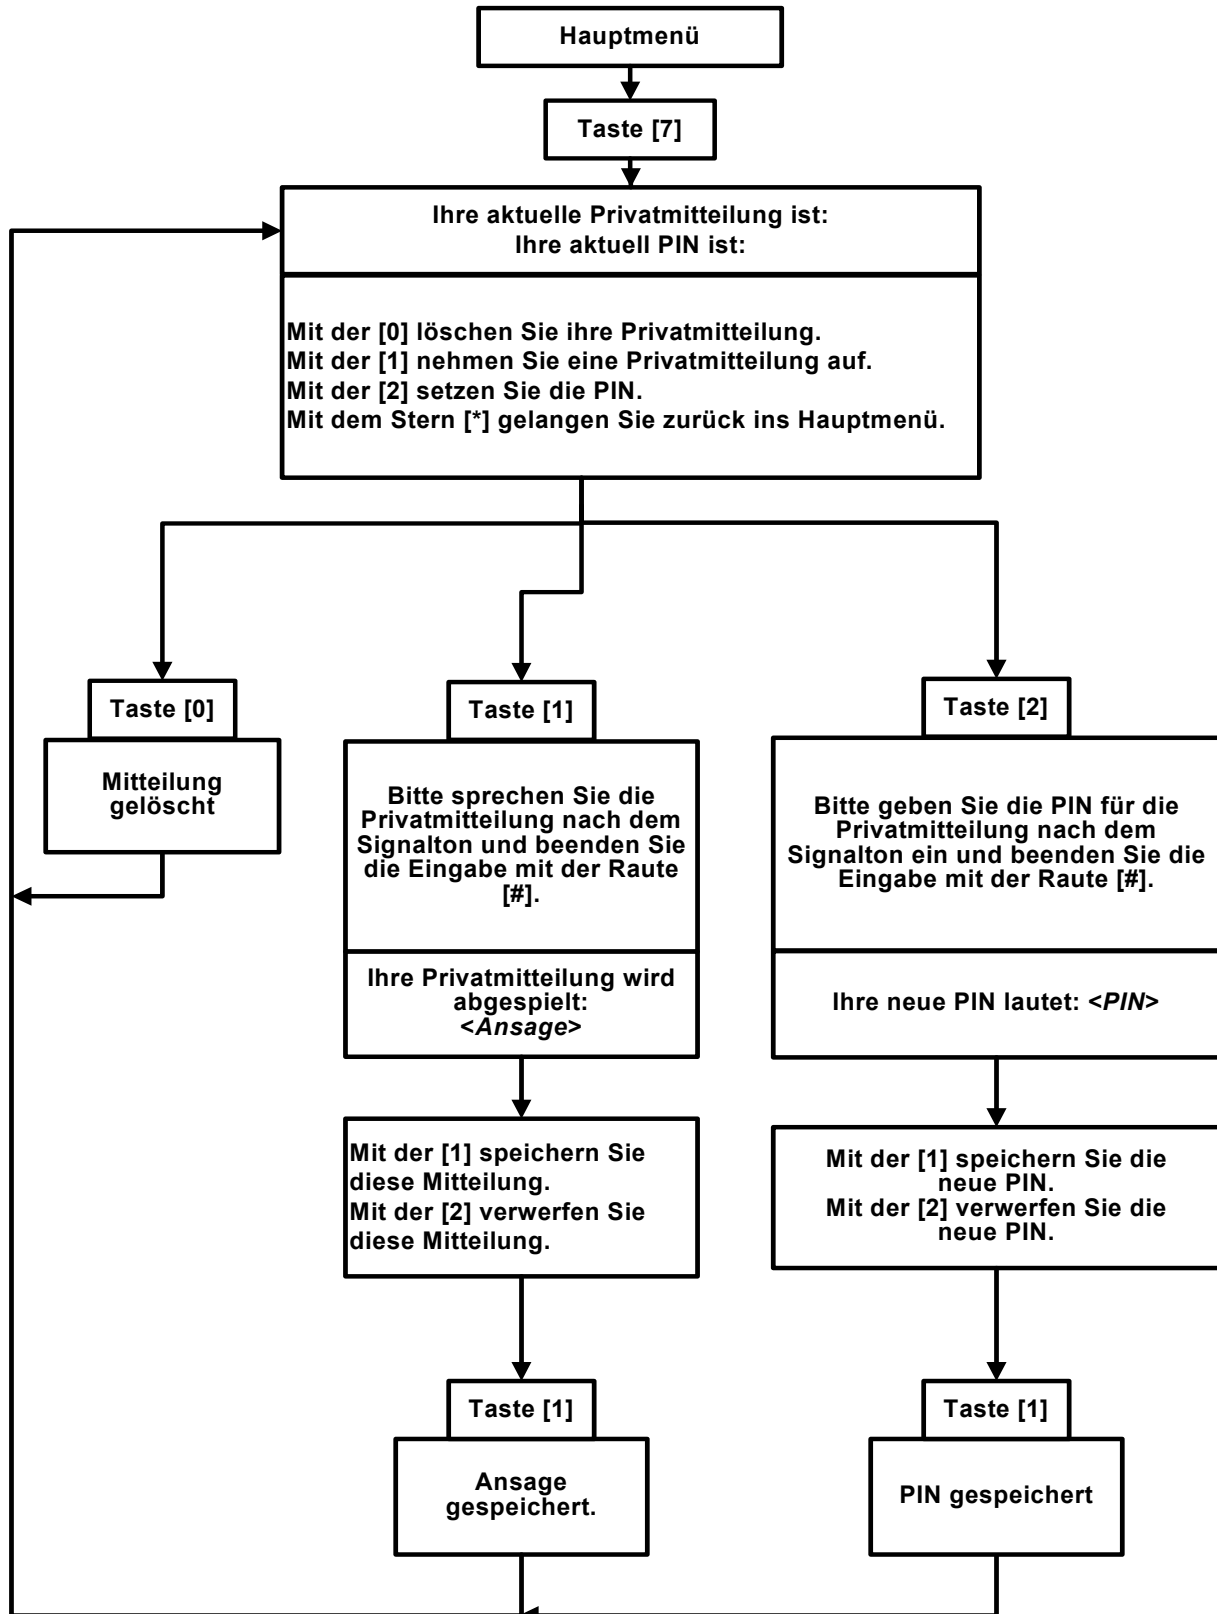 Hauptmenü
Taste [7]
Ihre aktuelle Privatmitteilung ist:
Ihre aktuell PIN ist:
Mit der [0] löschen Sie ihre Privatmitteilung.
Mit der [1] nehmen Sie eine Privatmitteilung auf.
Mit der [2] setzen Sie die PIN.
Mit dem Stern [*] gelangen Sie zurück ins Hauptmenü.
Taste [0]
Mitteilung
gelöscht
Taste [1]
Bitte sprechen Sie die
Privatmitteilung nach dem
Signalton und beenden Sie
die Eingabe mit der Raute
[#].
Ihre Privatmitteilung wird
abgespielt:
<Ansage>
Mit der [1] speichern Sie
diese Mitteilung.
Mit der [2] verwerfen Sie
diese Mitteilung.
Taste [1]
Ansage
gespeichert.
Taste [2]
Bitte geben Sie die PIN für die
Privatmitteilung nach dem
Signalton ein und beenden Sie die
Eingabe mit der Raute [#].
Ihre neue PIN lautet: <PIN>
Mit der [1] speichern Sie die
neue PIN.
Mit der [2] verwerfen Sie die
neue PIN.
Taste [1]
PIN gespeichert